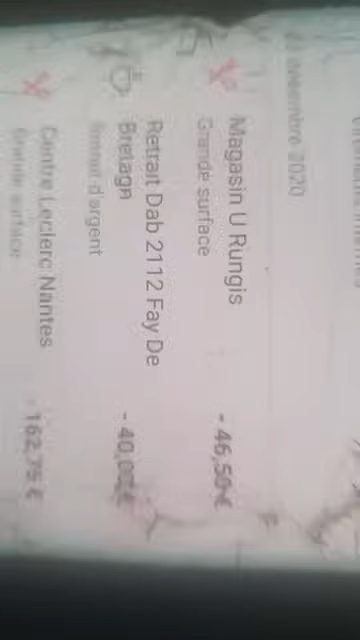 novembre 2020
Magasin U Rungis
- 46,50 €
Grande surface
Retrait Dab 2112 Fay De
Bretagn
- 40,00 €
Retrait d'argent
Centre Leclerc Nantes
- 162,75 €
Grande surface